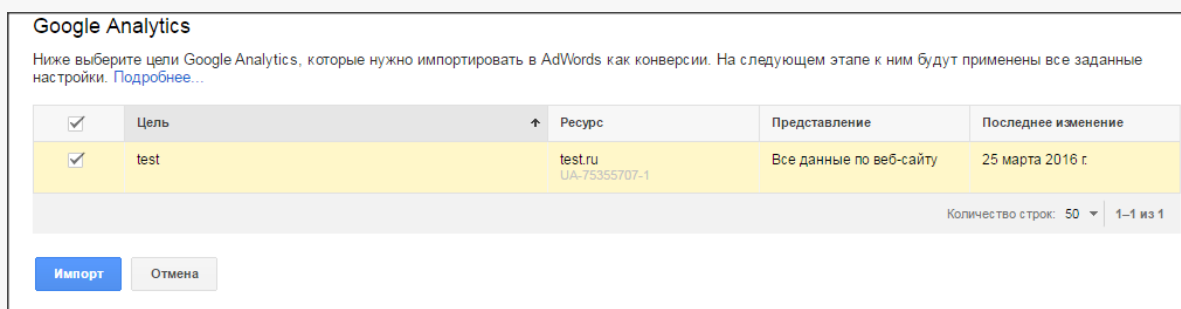 Google Analytics
Ниже выберите цели Google Analytics, которые нужно импортировать в AdWords как конверсии. На следующем этапе к ним будут применены все заданные
настройки. Подробнее...
Цель Ресурс Представление Последнее изменение
test test.ru Все данные по веб-сайту 25 марта 2016 г.
UA-75355707-1
Количество строк: 50 1–1 из 1
Импорт Отмена